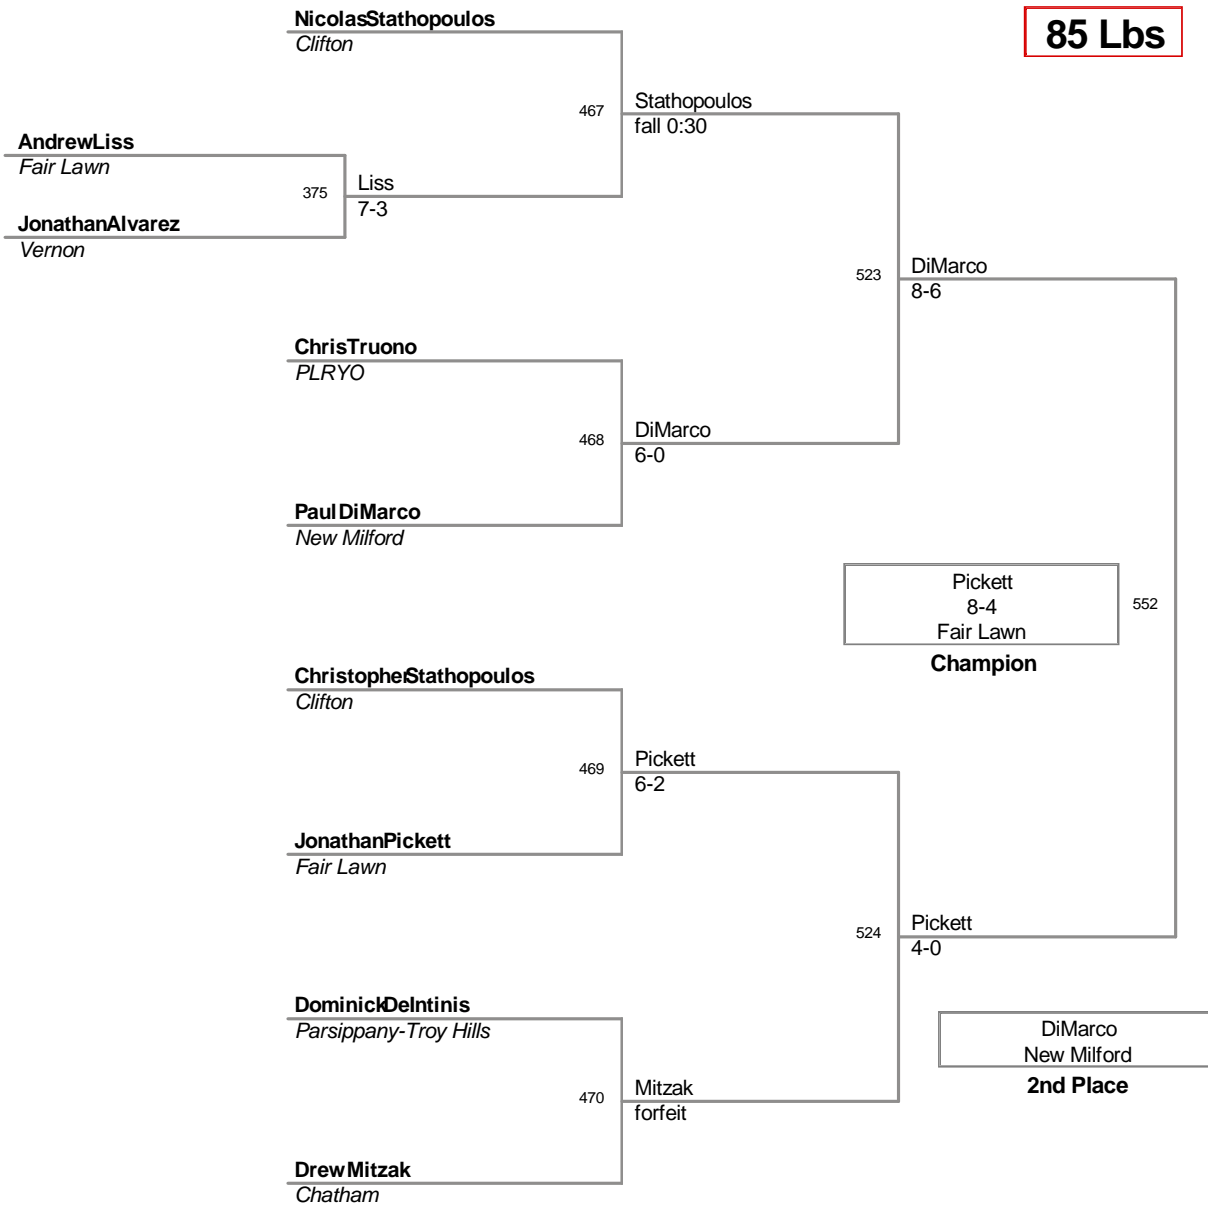 NicolasStathopoulos
Clifton
85 Lbs
467
Stathopoulos
fall 0:30
AndrewLiss
Fair Lawn
375
Liss
7-3
JonathanAlvarez
Vernon
523
DiMarco
8-6
ChrisTruono
PLRYO
468
DiMarco
6-0
PaulDiMarco
New Milford
Pickett
8-4
Fair Lawn
552
Champion
ChristopherStathopoulos
Clifton
469
Pickett
6-2
JonathanPickett
Fair Lawn
524
Pickett
4-0
DominickDeIntinis
Parsippany-Troy Hills
DiMarco
New Milford
2nd Place
470
Mitzak
forfeit
DrewMitzak
Chatham